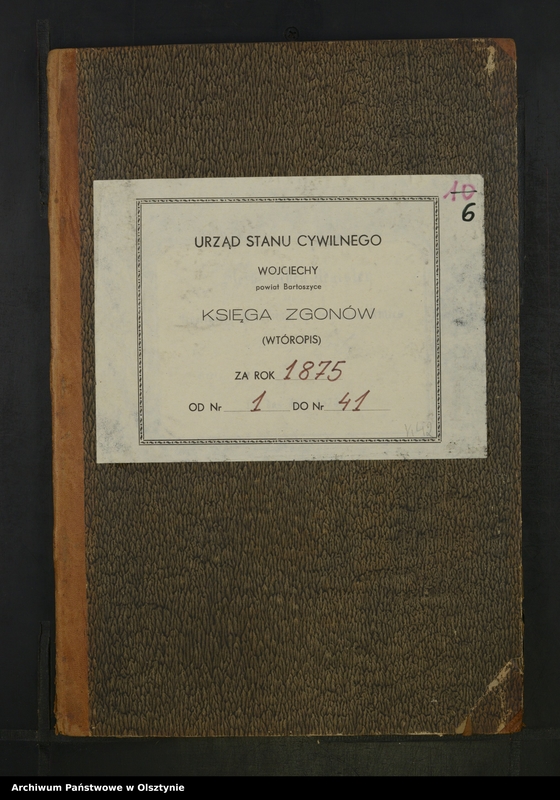 10
6
URZĄD STANU CYWILNEGO
WOJCIECHY
powiat Bartoszyce
KSIĘGA ZGONÓW
(WTÓROPIS)
ZA ROK 1875
OD Nr 1 DO Nr 41
Archiwum Państwowe w Olsztynie